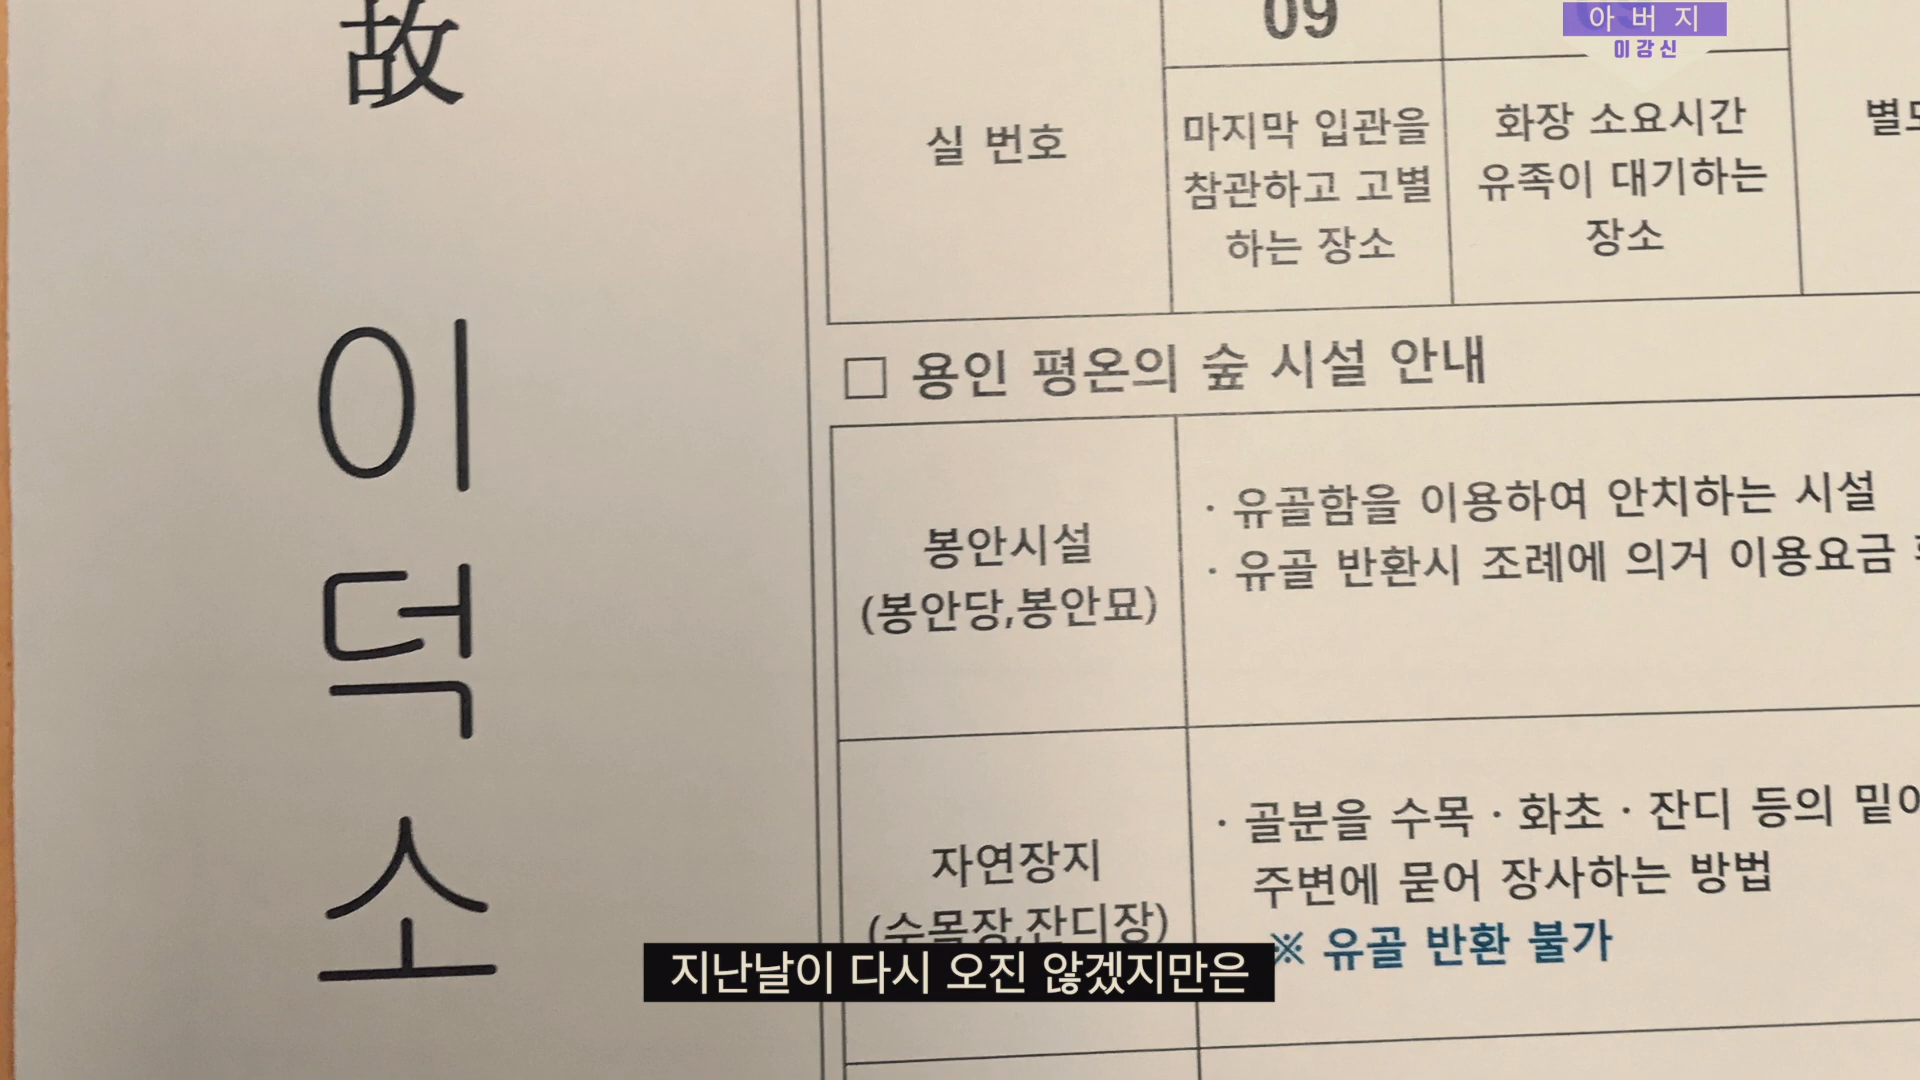 아버지
이강신
故
이
덕
소
09
실 번호
마지막 입관을
참관하고 고별
하는 장소
화장 소요시간
유족이 대기하는
장소
□ 용인 평온의 숲 시설 안내
봉안시설
(봉안당,봉안묘)
· 유골함을 이용하여 안치하는 시설
· 유골 반환시 조례에 의거 이용요금
자연장지
(수목장,잔디장)
· 골분을 수목 · 화초 · 잔디 등의
주변에 묻어 장사하는 방법
※ 유골 반환 불가
지난날이 다시 오진 않겠지만은